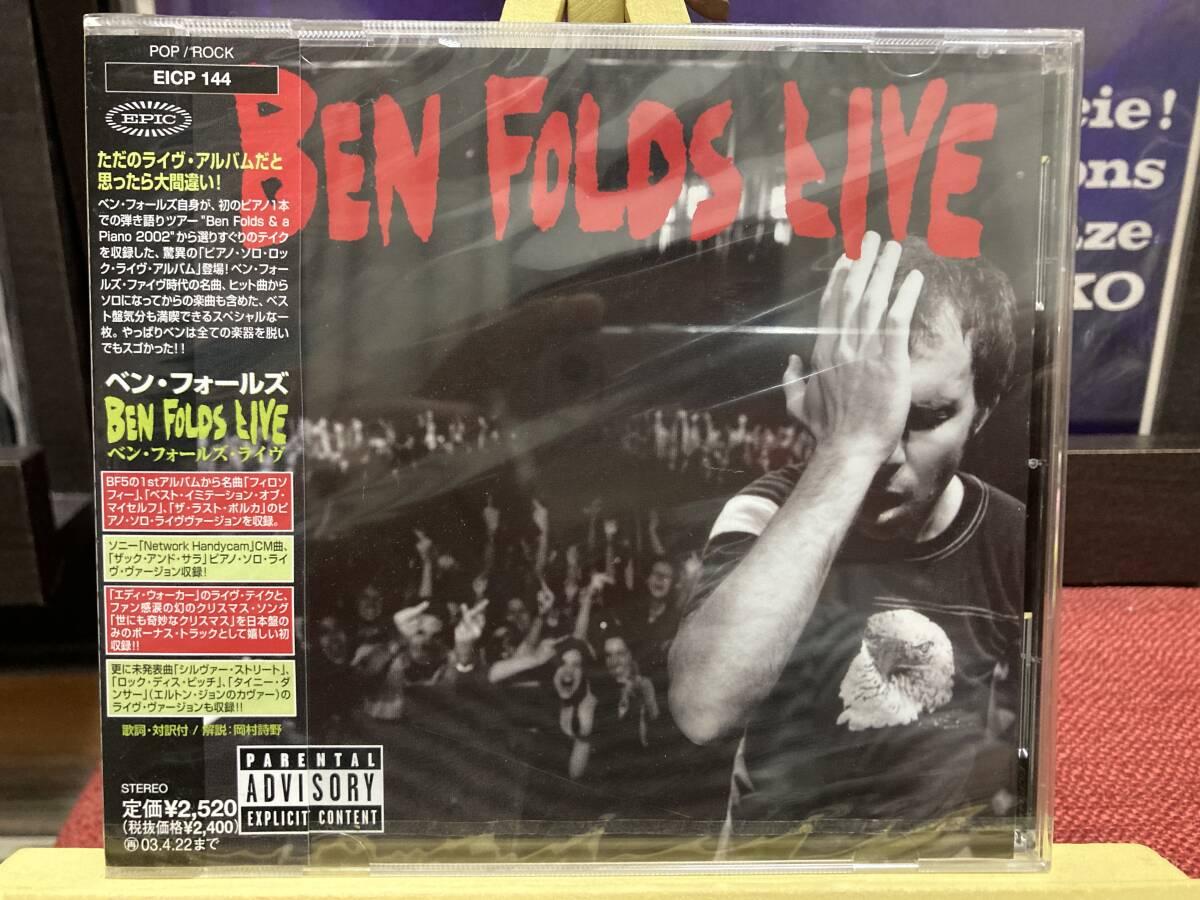 POP / ROCK
EICP 144
EPIC
ただのライヴ・アルバムだと
思ったら大間違い！
ベン・フォールズ自身が、初のピアノ1本
での弾き語りツアー"Ben Folds & a
Piano 2002"から選りすぐりのテイク
を収録した、驚異の「ピアノ・ソロ・ロッ
ク・ライヴ・アルバム」登場！ベン・フォー
ルズ・ファイヴ時代の名曲、ヒット曲から
ソロになってからの楽曲も含めた、ベス
ト盤気分も満喫できるスペシャルな一
枚。やっぱりベンは全ての楽器を脱い
でもスゴかった!!
ベン・フォールズ
BEN FOLDS LIVE
ベン・フォールズ・ライヴ
BF5の1stアルバムから名曲「フィロソ
フィー」、「ベスト・イミテーション・オブ・
マイセルフ」、「ザ・ラスト・ポルカ」のピ
アノ・ソロ・ライヴヴァージョンを収録。
ソニー「Network Handycam」CM曲、
「ザック・アンド・サラ」ピアノ・ソロ・ライ
ヴ・ヴァージョン収録！
「エディ・ウォーカー」のライヴ・テイクと、
ファン感涙の幻のクリスマス・ソング
「世にも奇妙なクリスマス」を日本盤の
みのボーナス・トラックとして嬉しい初
収録!!
更に未発表曲「シルヴァー・ストリート」、
「ロック・ディス・ビッチ」、「タイニー・ダ
ンサー」(エルトン・ジョンのカヴァー)の
ライヴ・ヴァージョンも収録!!
歌詞・対訳付 / 解説：岡村詩野
STEREO
定価¥2,520
(税抜価格¥2,400)
再03.4.22まで
BEN FOLDS LIVE
PARENTAL
ADVISORY
EXPLICIT CONTENT
cie!
ons
ze
KO